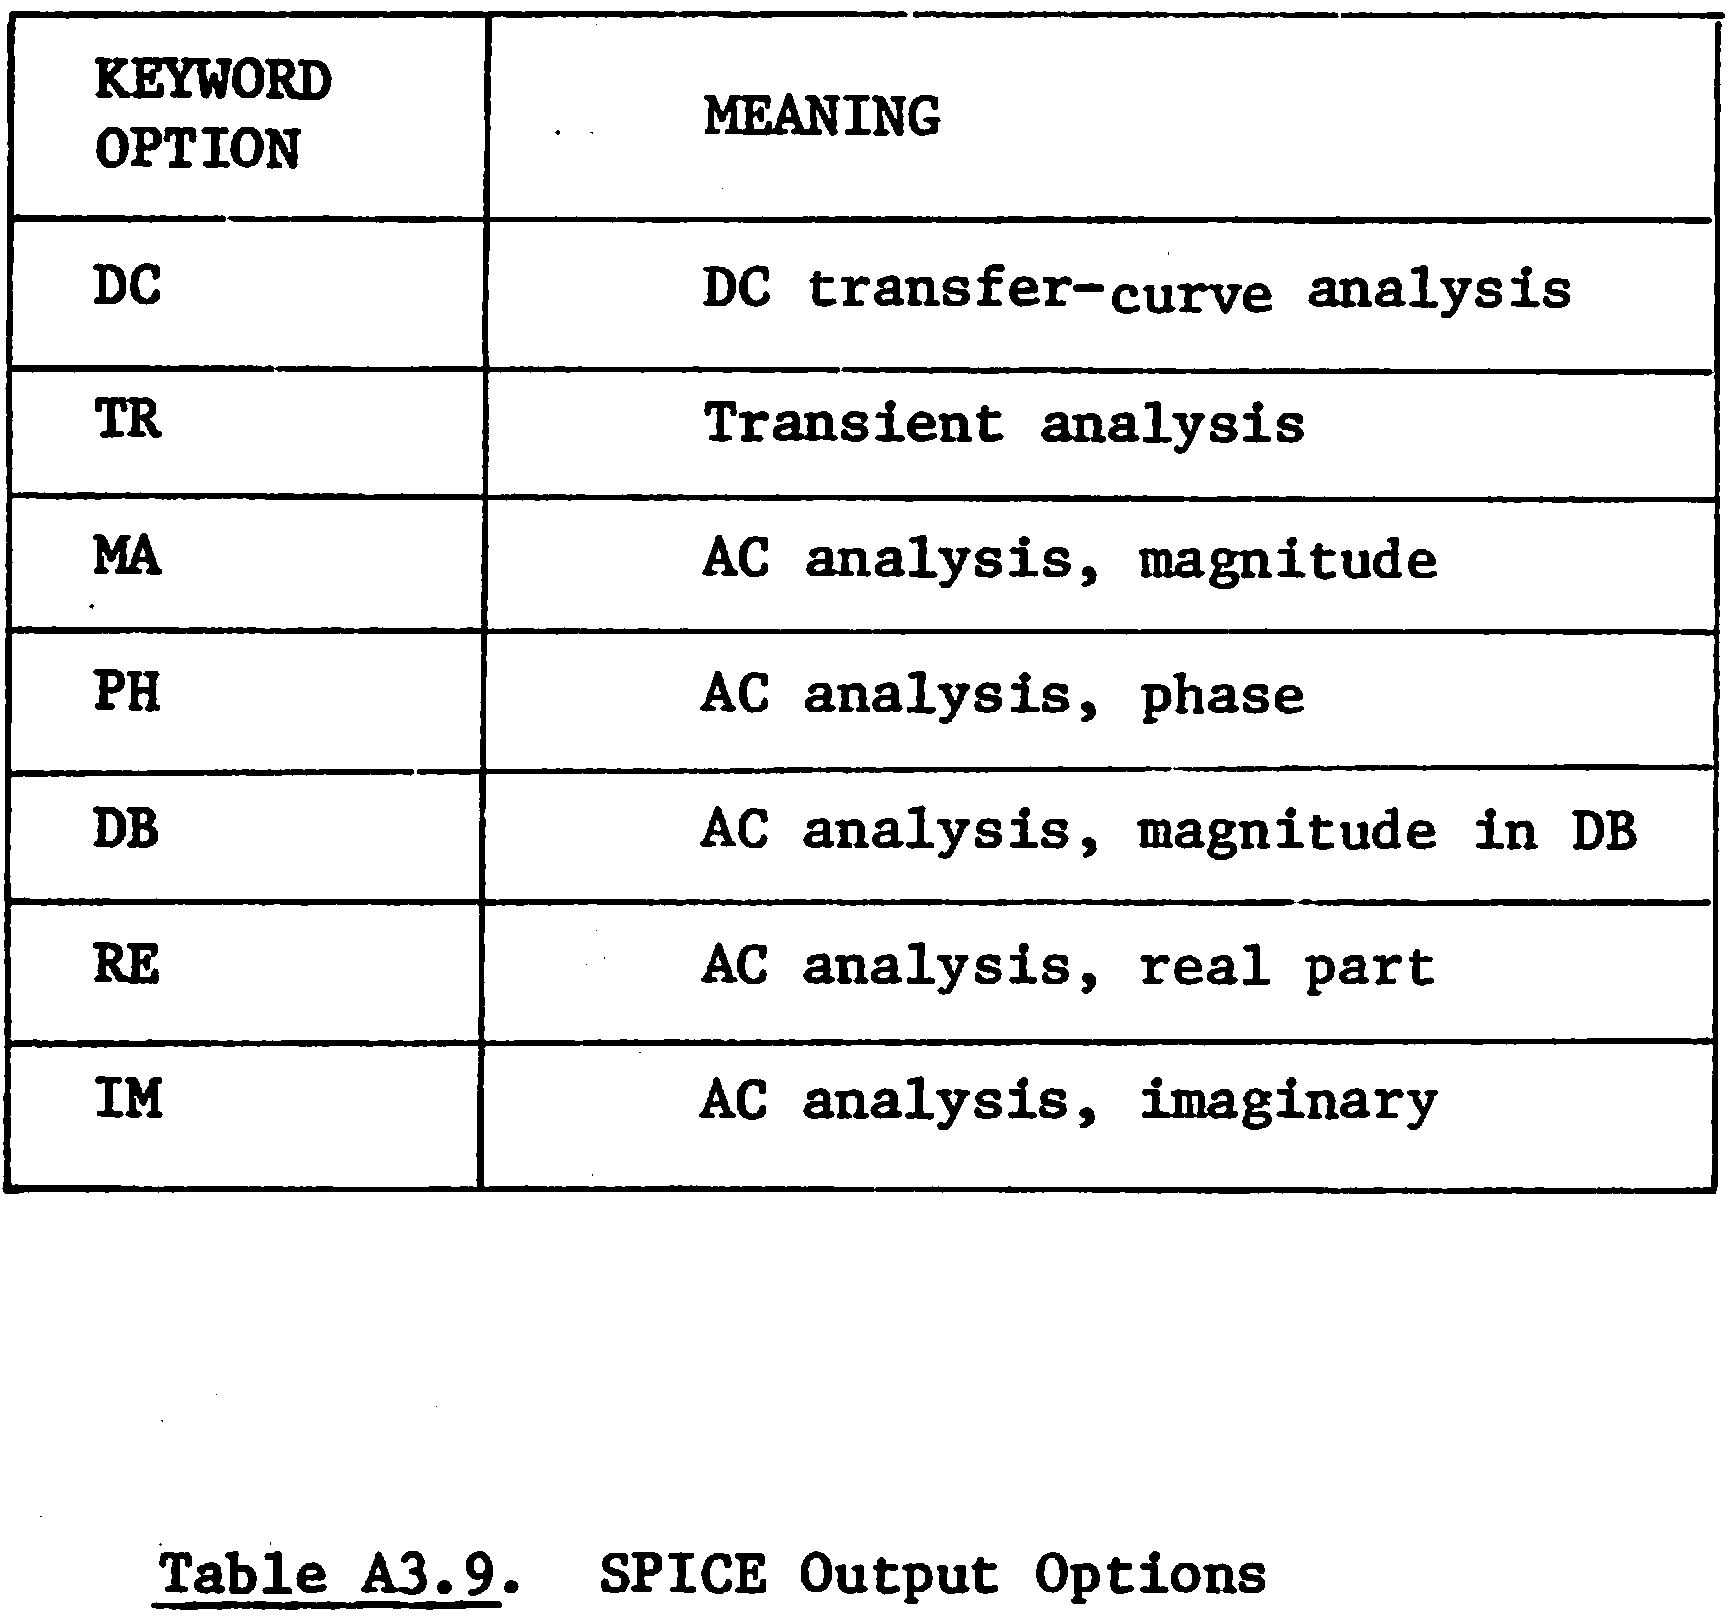 KEYWORD
OPTION
MEANING
DC
DC transfer-curve analysis
TR
Transient analysis
MA
AC analysis, magnitude
PH
AC analysis, phase
DB
AC analysis, magnitude in DB
RE
AC analysis, real part
IM
AC analysis, imaginary
Table A3.9. SPICE Output Options